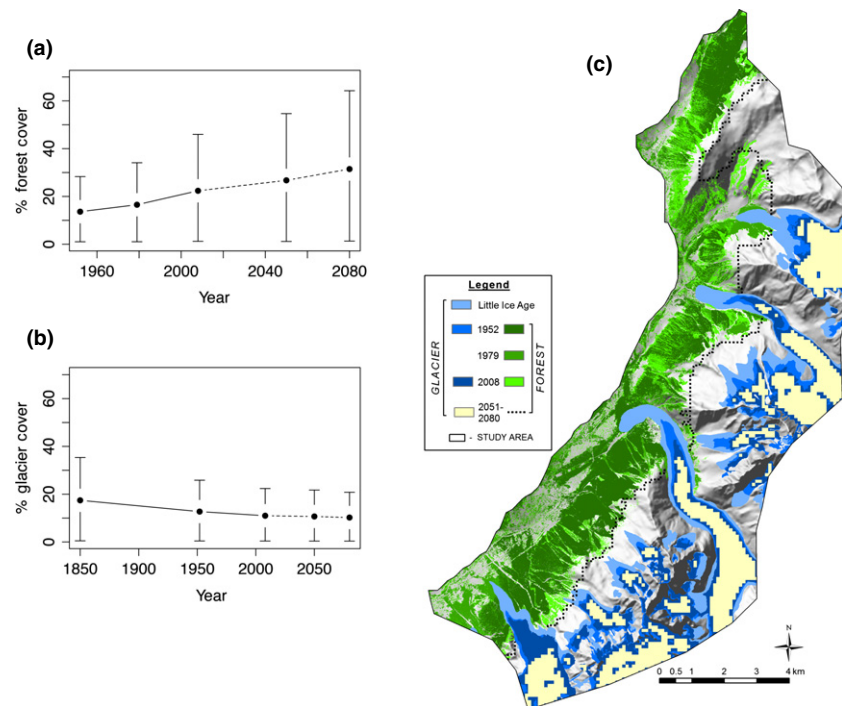 (a)
% forest cover
60
40
20
0
1960
2000
2040
2080
Year
(b)
% glacier cover
60
40
20
0
1850
1900
1950
2000
2050
Year
(c)
Legend
GLACIER
FOREST
Little Ice Age
1952
1979
2008
2051-
2080
- STUDY AREA
N
0 0.5 1 2 3 4 km